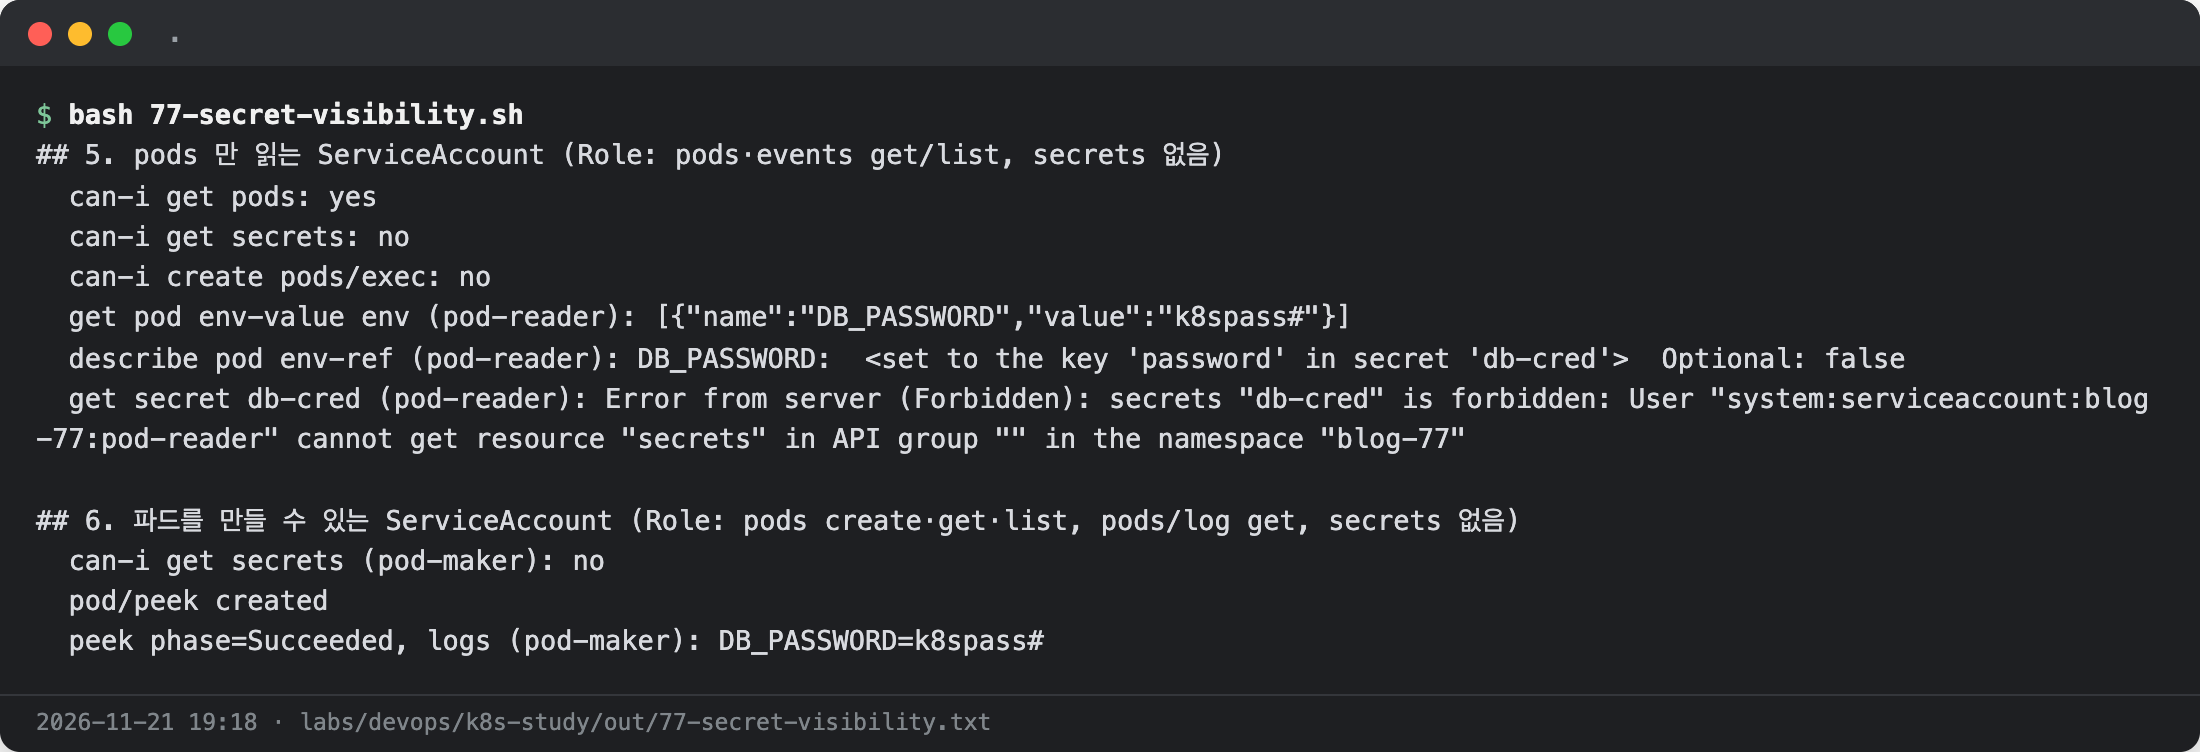 .
$ bash 77-secret-visibility.sh
## 5. pods 만 읽는 ServiceAccount (Role: pods·events get/list, secrets 없음)
can-i get pods: yes
can-i get secrets: no
can-i create pods/exec: no
get pod env-value env (pod-reader): [{"name":"DB_PASSWORD","value":"k8spass#"}]
describe pod env-ref (pod-reader): DB_PASSWORD:  <set to the key 'password' in secret 'db-cred'>  Optional: false
get secret db-cred (pod-reader): Error from server (Forbidden): secrets "db-cred" is forbidden: User "system:serviceaccount:blog
-77:pod-reader" cannot get resource "secrets" in API group "" in the namespace "blog-77"
## 6. 파드를 만들 수 있는 ServiceAccount (Role: pods create·get·list, pods/log get, secrets 없음)
can-i get secrets (pod-maker): no
pod/peek created
peek phase=Succeeded, logs (pod-maker): DB_PASSWORD=k8spass#
2026-11-21 19:18 · labs/devops/k8s-study/out/77-secret-visibility.txt